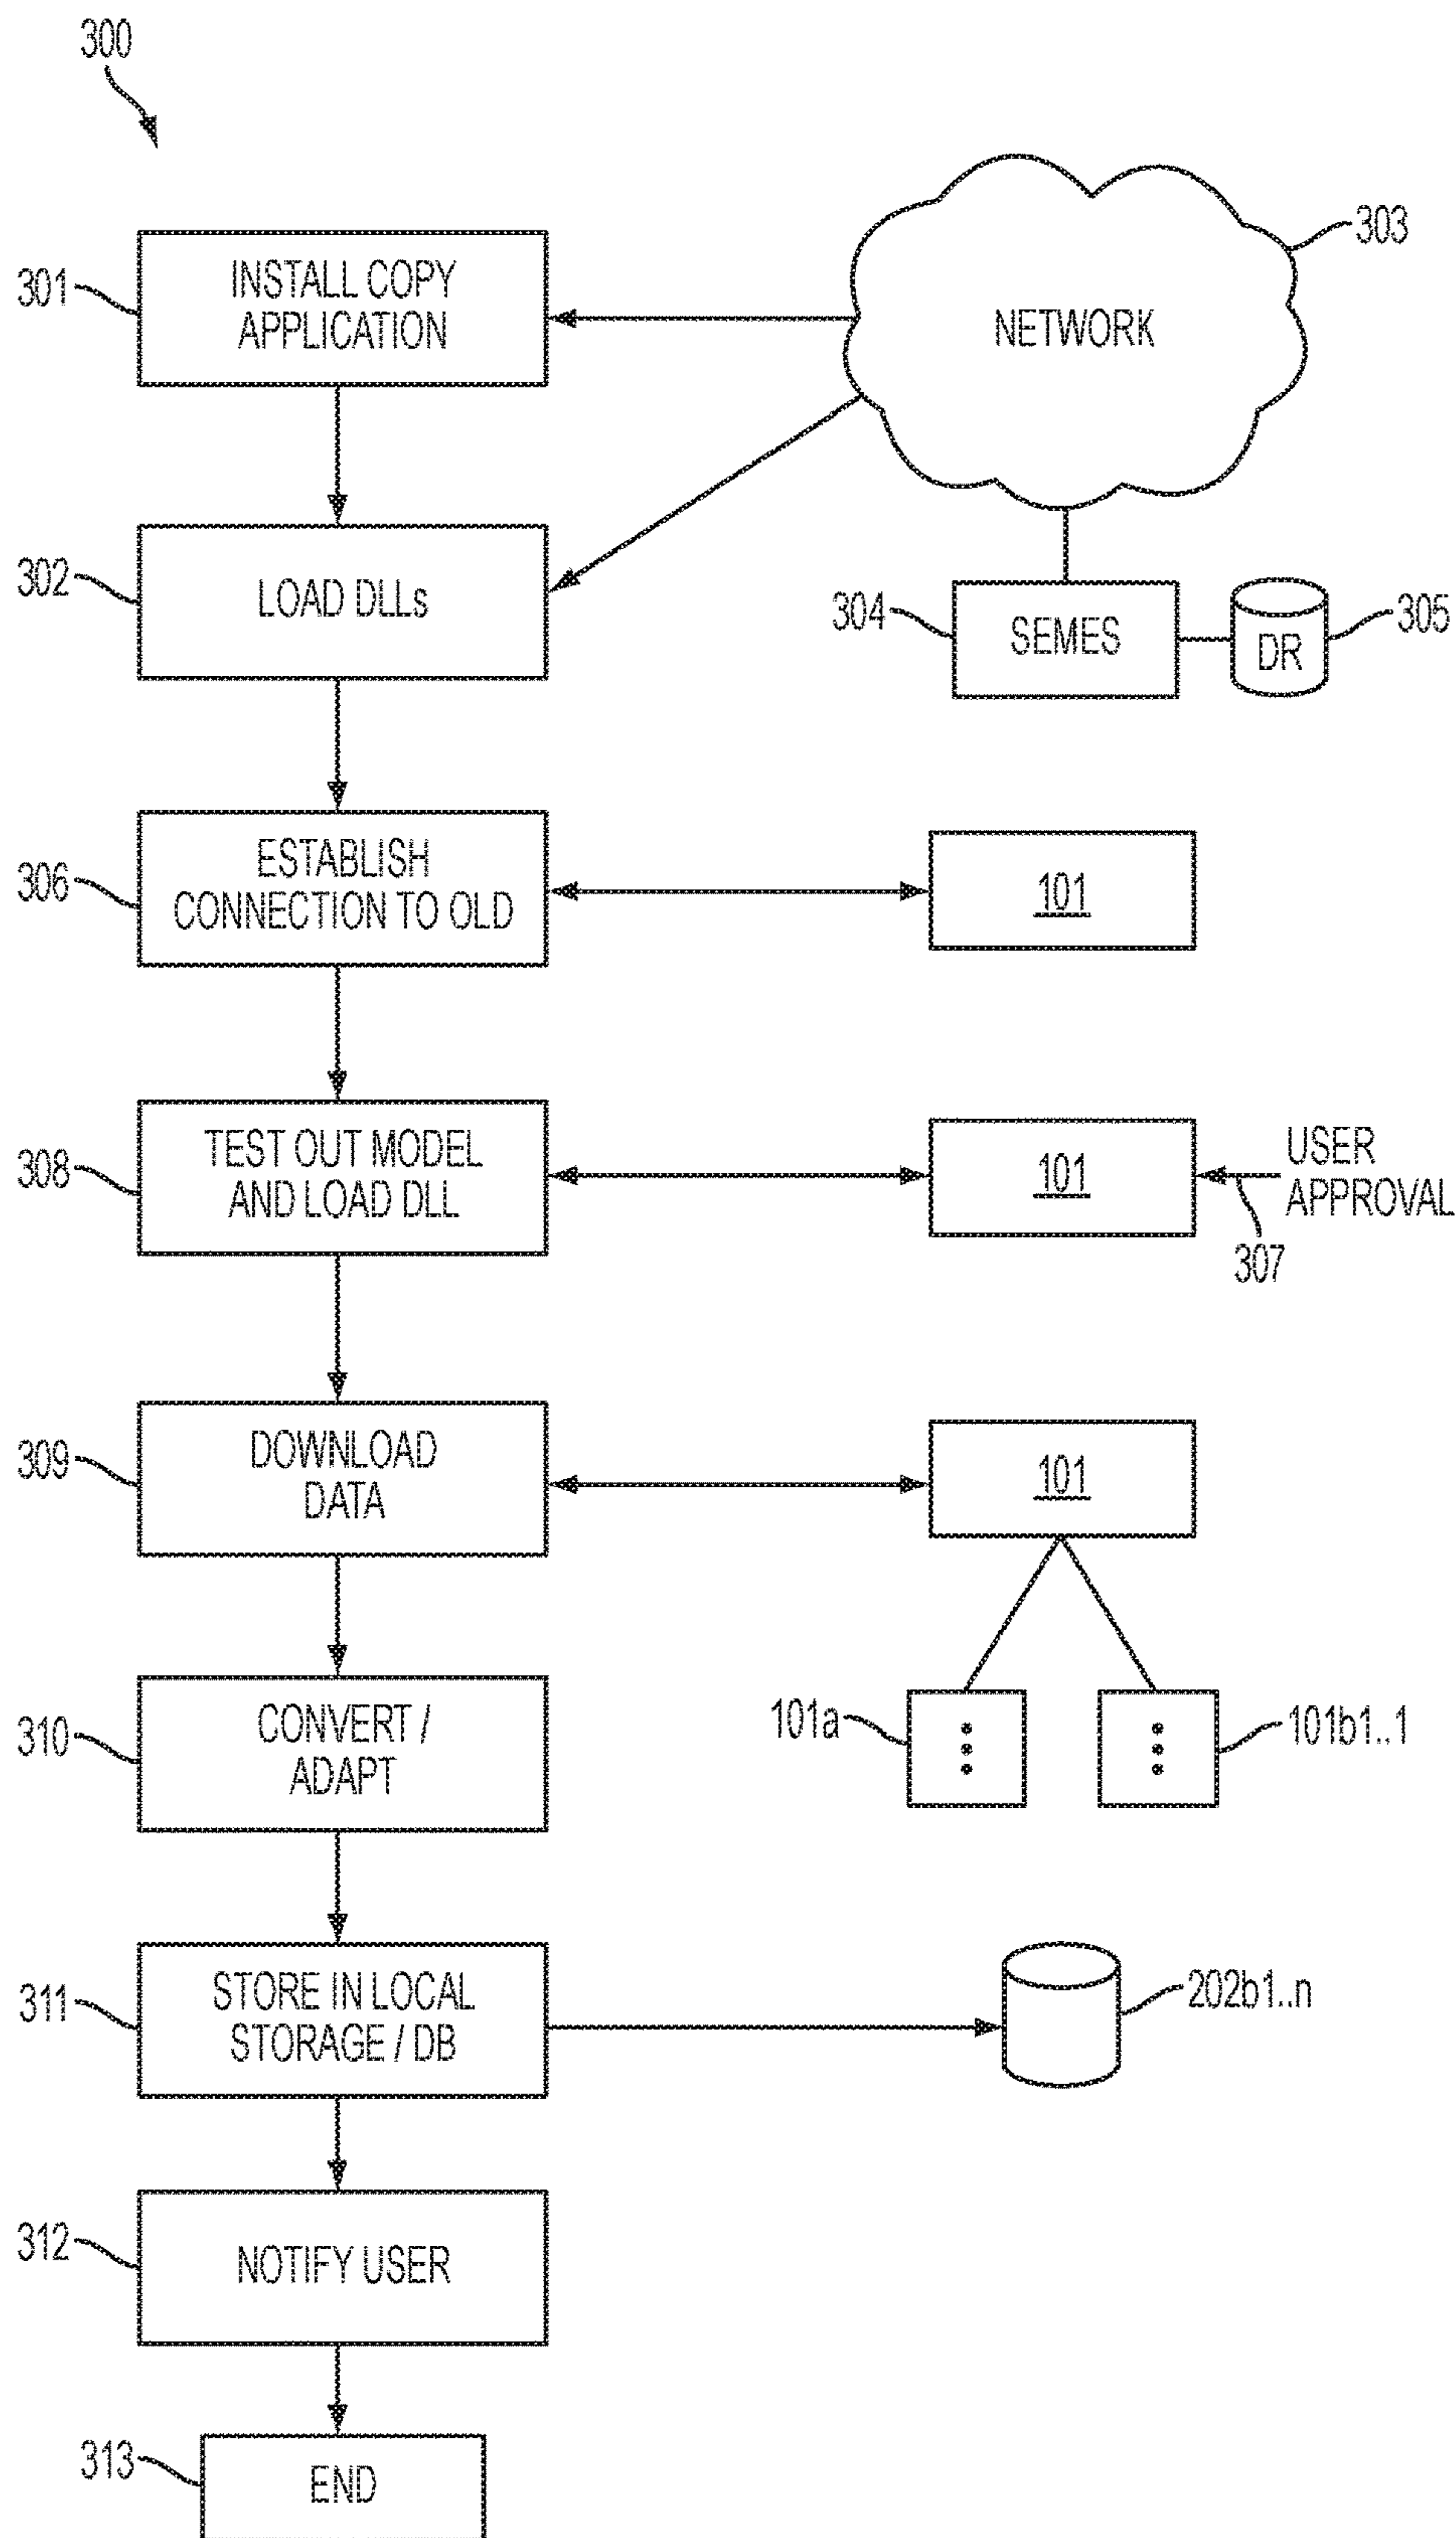 300
303
301
INSTALL COPY
APPLICATION
NETWORK
302
LOAD DLLs
304
SEMES
DR
305
306
ESTABLISH
CONNECTION TO OLD
101
308
TEST OUT MODEL
AND LOAD DLL
101
USER
APPROVAL
307
309
DOWNLOAD
DATA
101
310
CONVERT /
ADAPT
101a
101b1..1
311
STORE IN LOCAL
STORAGE / DB
202b1..n
312
NOTIFY USER
313
END